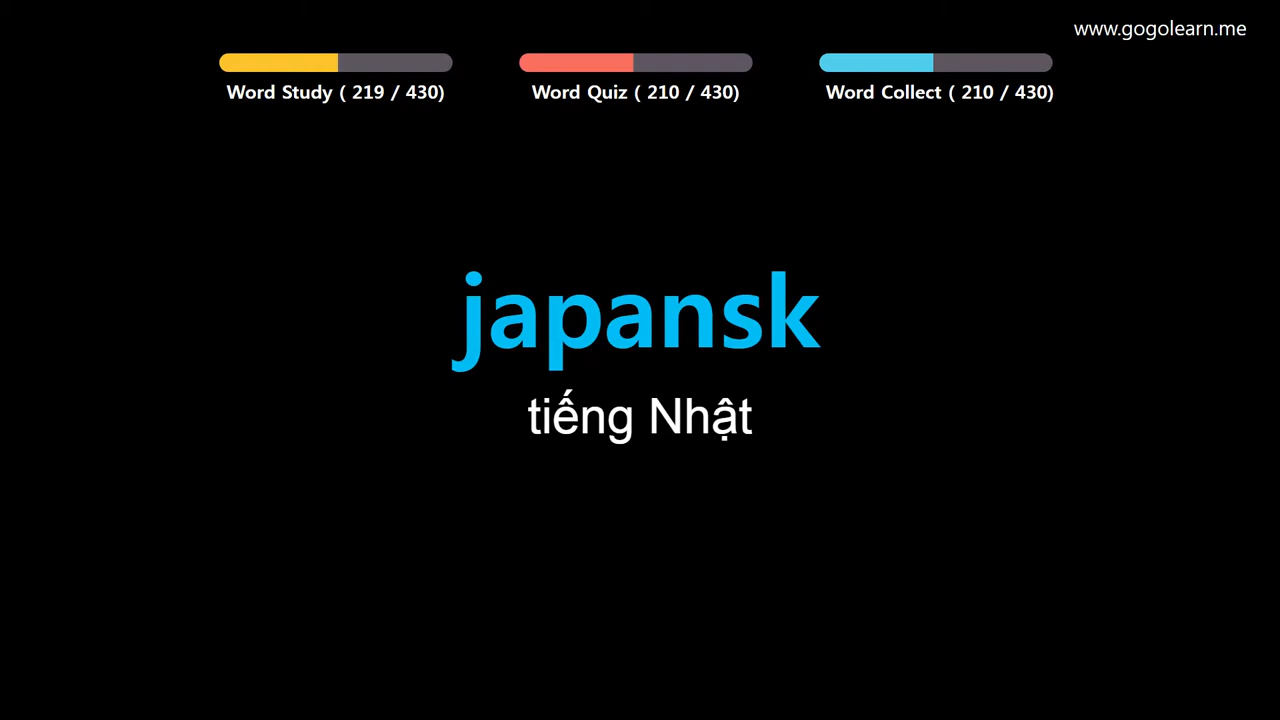 www.gogolearn.me
Word Study ( 219 / 430)
Word Quiz ( 210 / 430)
Word Collect ( 210 / 430)
japansk
tiếng Nhật